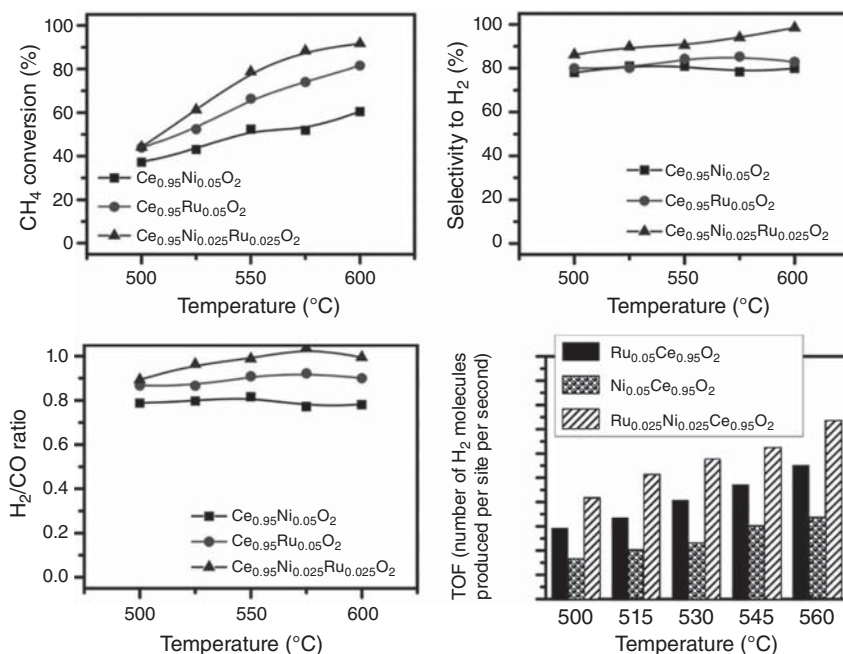 CH4 conversion (%)
100
80
60
40
20
0
Ce0.95Ni0.05O2
Ce0.95Ru0.05O2
Ce0.95Ni0.025Ru0.025O2
500 550 600
Temperature (°C)
Selectivity to H2 (%)
100
80
60
40
20
0
Ce0.95Ni0.05O2
Ce0.95Ru0.05O2
Ce0.95Ni0.025Ru0.025O2
500 550 600
Temperature (°C)
H2/CO ratio
1.0
0.8
0.6
0.4
0.2
0.0
Ce0.95Ni0.05O2
Ce0.95Ru0.05O2
Ce0.95Ni0.025Ru0.025O2
500 550 600
Temperature (°C)
TOF (number of H2 molecules
produced per site per second)
Ru0.05Ce0.95O2
Ni0.05Ce0.95O2
Ru0.025Ni0.025Ce0.95O2
500 515 530 545 560
Temperature (°C)